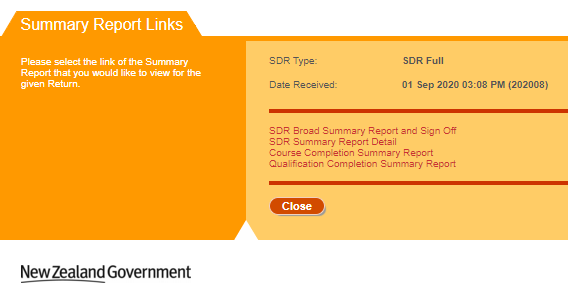 Summary Report Links
Please select the link of the Summary
Report that you would like to view for the
given Return.
SDR Type: SDR Full
Date Received: 01 Sep 2020 03:08 PM (202008)
SDR Broad Summary Report and Sign Off
SDR Summary Report Detail
Course Completion Summary Report
Qualification Completion Summary Report
Close
New Zealand Government